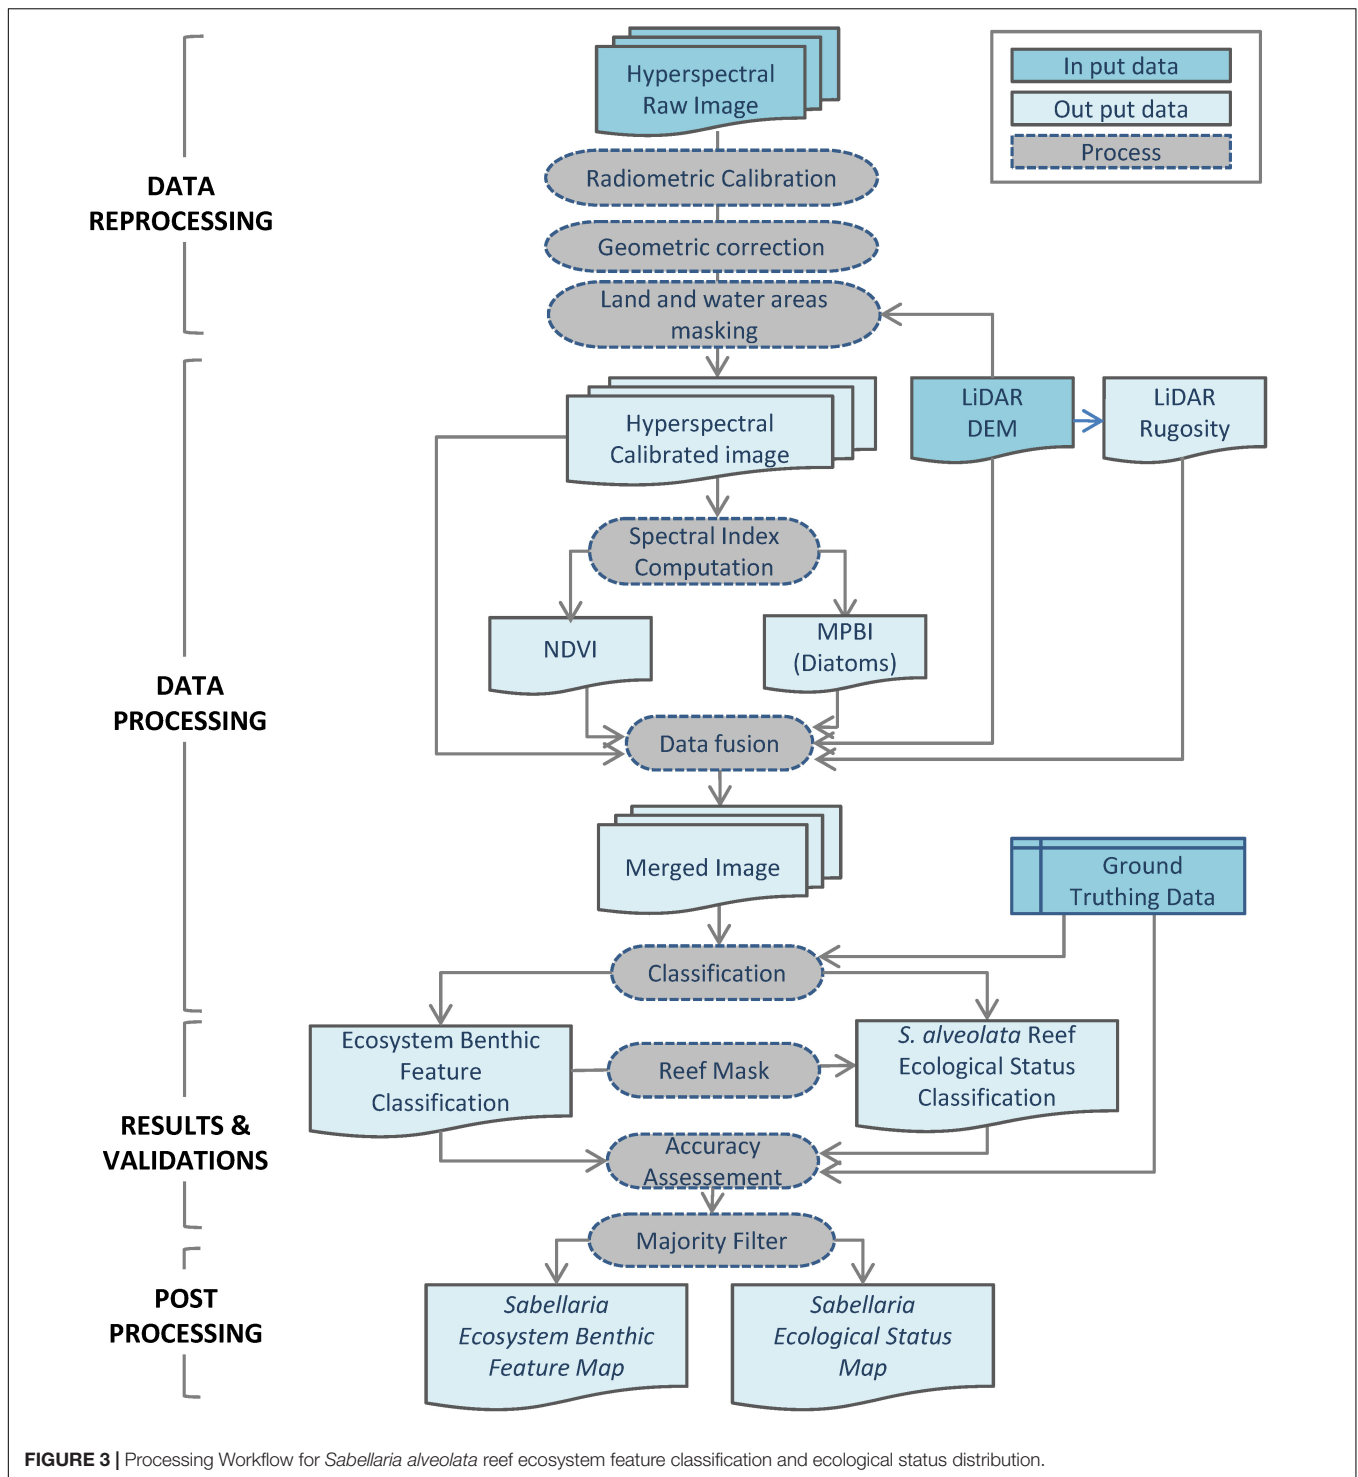 Hyperspectral
Raw Image
In put data
Out put data
Process
DATA
REPROCESSING
Radiometric Calibration
Geometric correction
Land and water areas
masking
LiDAR
DEM
LiDAR
Rugosity
Hyperspectral
Calibrated image
Spectral Index
Computation
NDVI
MPBI
(Diatoms)
DATA
PROCESSING
Data fusion
Merged Image
Ground
Truthing Data
Classification
Ecosystem Benthic
Feature
Classification
Reef Mask
S. alveolata Reef
Ecological Status
Classification
RESULTS &
VALIDATIONS
Accuracy
Assessement
Majority Filter
POST
PROCESSING
Sabellaria
Ecosystem Benthic
Feature Map
Sabellaria
Ecological Status
Map
FIGURE 3 | Processing Workflow for Sabellaria alveolata reef ecosystem feature classification and ecological status distribution.